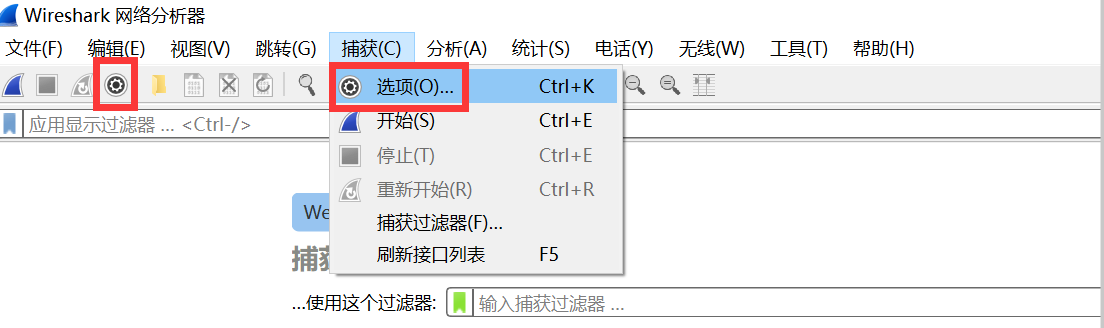 Wireshark 网络分析器
文件(F) 编辑(E) 视图(V) 跳转(G) 捕获(C) 分析(A) 统计(S) 电话(Y) 无线(W) 工具(T) 帮助(H)
选项(O)... Ctrl+K
应用显示过滤器 ... <Ctrl-/>
开始(S) Ctrl+E
停止(T) Ctrl+E
重新开始(R) Ctrl+R
We
捕获过滤器(F)...
捕
刷新接口列表 F5
...使用这个过滤器: 输入捕获过滤器 ...